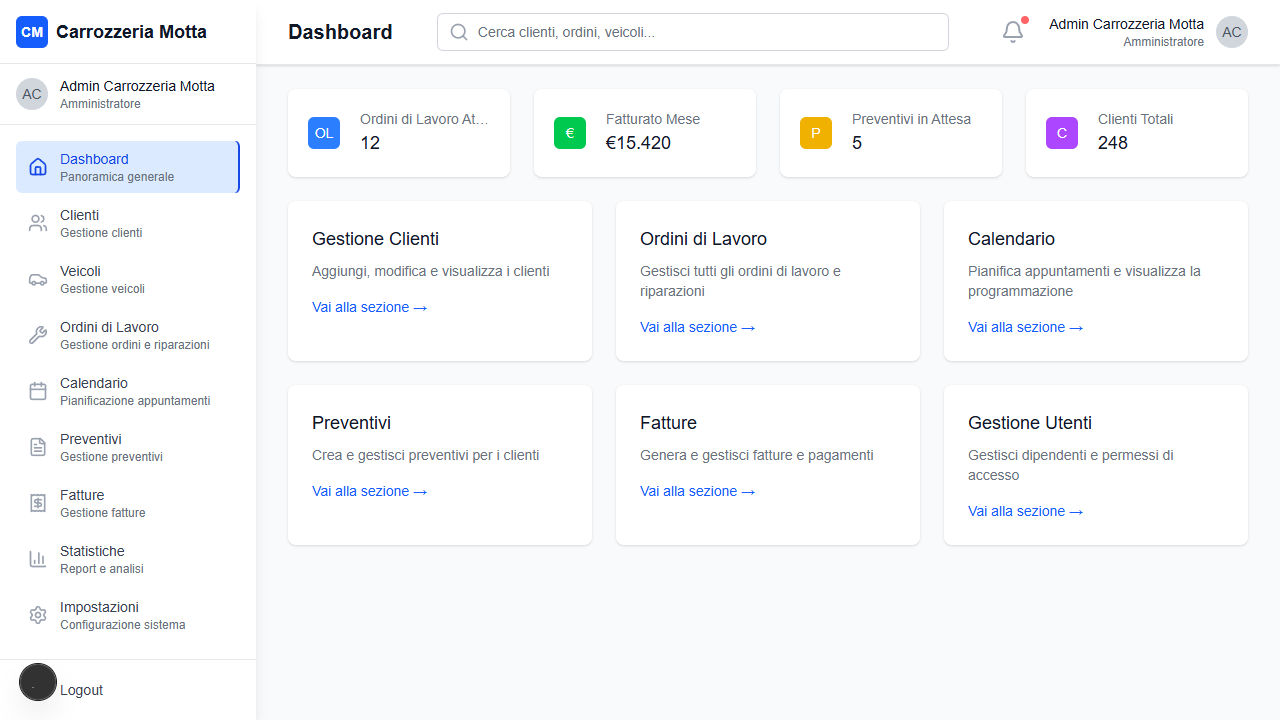 CM Carrozzeria Motta
AC Admin Carrozzeria Motta
Amministratore
Dashboard
Panoramica generale
Clienti
Gestione clienti
Veicoli
Gestione veicoli
Ordini di Lavoro
Gestione ordini e riparazioni
Calendario
Pianificazione appuntamenti
Preventivi
Gestione preventivi
Fatture
Gestione fatture
Statistiche
Report e analisi
Impostazioni
Configurazione sistema
Logout
Dashboard
Cerca clienti, ordini, veicoli...
Admin Carrozzeria Motta
Amministratore
AC
OL
Ordini di Lavoro At...
12
€
Fatturato Mese
€15.420
P
Preventivi in Attesa
5
C
Clienti Totali
248
Gestione Clienti
Aggiungi, modifica e visualizza i clienti
Vai alla sezione →
Ordini di Lavoro
Gestisci tutti gli ordini di lavoro e
riparazioni
Vai alla sezione →
Calendario
Pianifica appuntamenti e visualizza la
programmazione
Vai alla sezione →
Preventivi
Crea e gestisci preventivi per i clienti
Vai alla sezione →
Fatture
Genera e gestisci fatture e pagamenti
Vai alla sezione →
Gestione Utenti
Gestisci dipendenti e permessi di
accesso
Vai alla sezione →